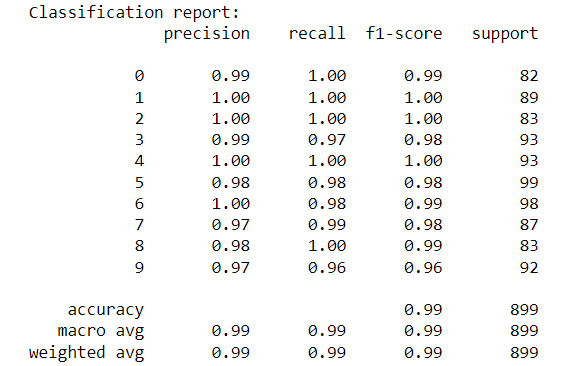 Classification report:
precision recall f1-score support
0 0.99 1.00 0.99 82
1 1.00 1.00 1.00 89
2 1.00 1.00 1.00 83
3 0.99 0.97 0.98 93
4 1.00 1.00 1.00 93
5 0.98 0.98 0.98 99
6 1.00 0.98 0.99 98
7 0.97 0.99 0.98 87
8 0.98 1.00 0.99 83
9 0.97 0.96 0.96 92
accuracy 0.99 899
macro avg 0.99 0.99 0.99 899
weighted avg 0.99 0.99 0.99 899